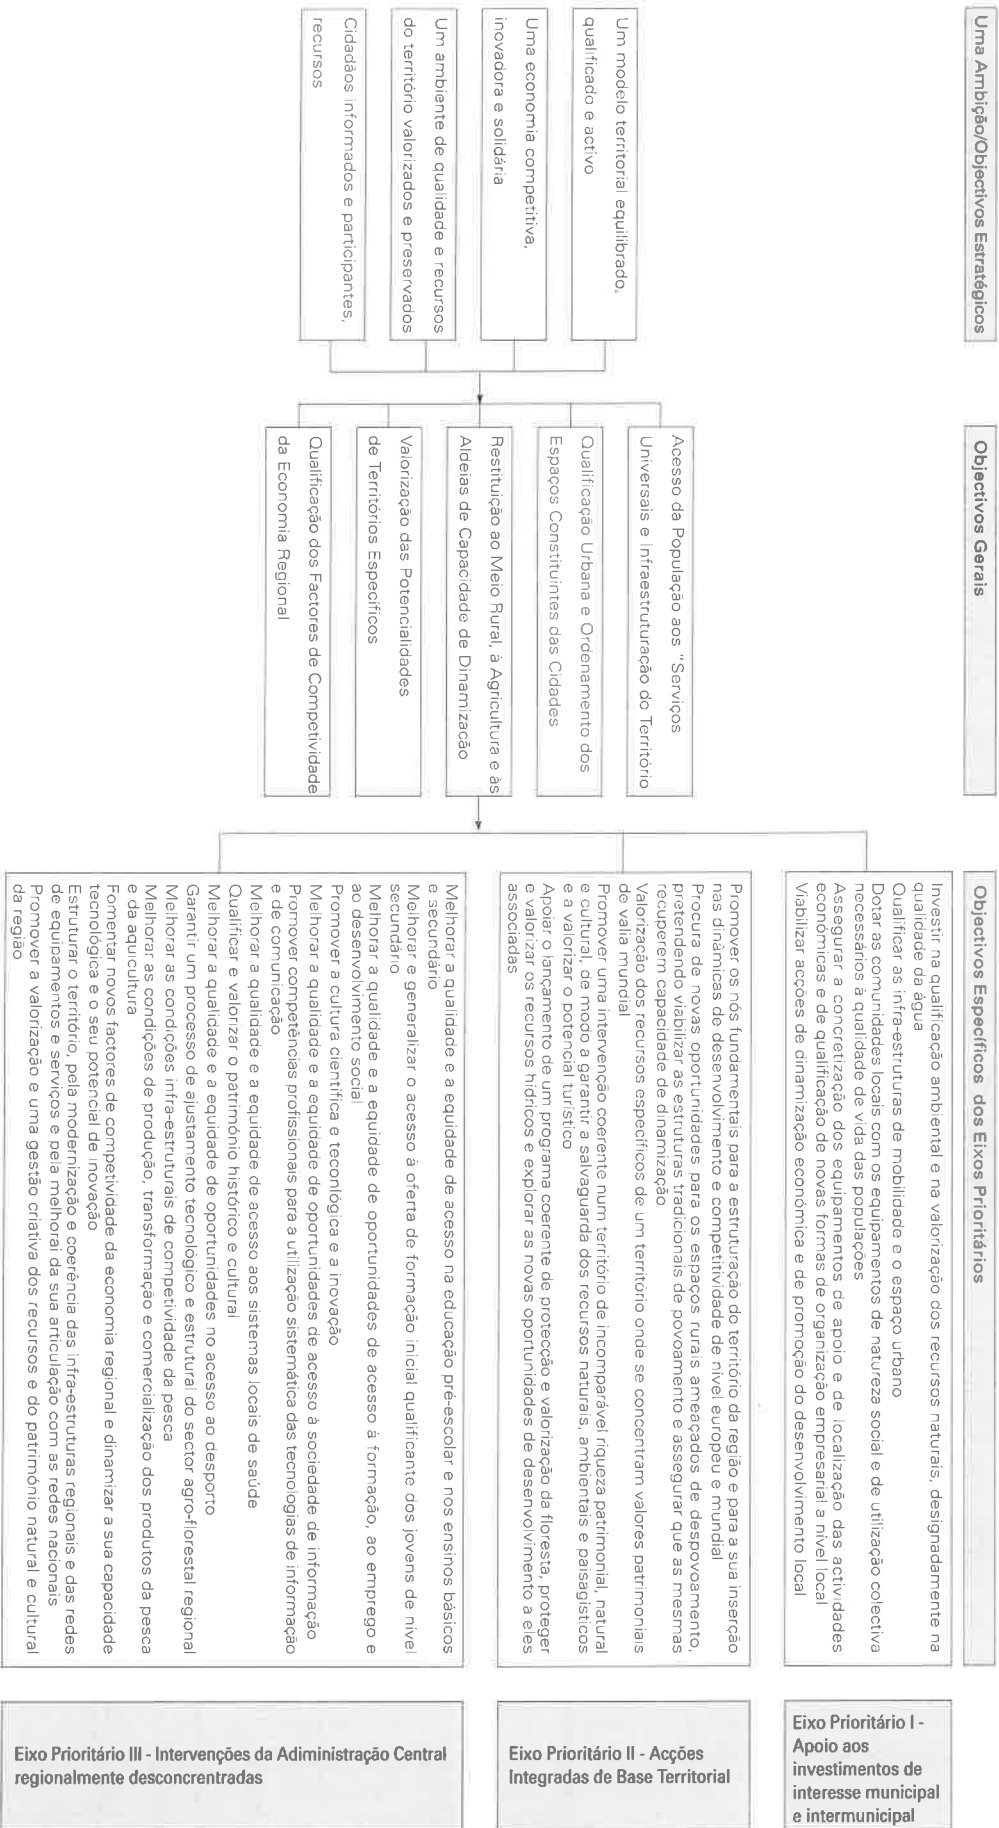 Uma Ambição/Objectivos Estratégicos
Um modelo territorial equilibrado,
qualificado e activo
Uma economia competitiva,
inovadora e solidária
Um ambiente de qualidade e recursos
do território valorizados e preservados
Cidadãos informados e participantes,
recursos
Objectivos Gerais
Acesso da População aos "Serviços
Universais e Infraestruturação do Território
Qualificação Urbana e Ordenamento dos
Espaços Constituintes das Cidades
Restituição ao Meio Rural, à Agricultura e às
Aldeias de Capacidade de Dinamização
Valorização das Potencialidades
de Territórios Específicos
Qualificação dos Factores de Competividade
da Economia Regional
Objectivos Específicos dos Eixos Prioritários
Investir na qualificação ambiental e na valorização dos recursos naturais, designadamente na
qualidade da água
Qualificar as infra-estruturas de mobilidade e o espaço urbano
Dotar as comunidades locais com os equipamentos de natureza social e de utilização colectiva
necessários à qualidade de vida das populações
Assegurar a concretização dos equipamentos de apoio e de localização das actividades
económicas e de qualificação de novas formas de organização empresarial a nível local
Viabilizar acções de dinamização económica e de promoção do desenvolvimento local
Promover os nós fundamentais para a estruturação do território da região e para a sua inserção
nas dinâmicas de desenvolvimento e competitividade de nível europeu e mundial
Procura de novas oportunidades para os espaços rurais ameaçados de despovoamento,
pretendendo viabilizar as estruturas tradicionais de povoamento e assegurar que as mesmas
recuperem capacidade de dinamização
Valorização dos recursos específicos de um território onde se concentram valores patrimoniais
de valia mundial
Promover uma intervenção coerente num território de incomparável riqueza patrimonial, natural
e cultural, de modo a garantir a salvaguarda dos recursos naturais, ambientais e paisagísticos
e a valorizar o potencial turístico
Apoiar o lançamento de um programa coerente de protecção e valorização da floresta, proteger
e valorizar os recursos hídricos e explorar as novas oportunidades de desenvolvimento a eles
associadas
Melhorar a qualidade e a equidade de acesso na educação pré-escolar e nos ensinos básicos
e secundário
Melhorar e generalizar o acesso à oferta de formação inicial qualificante dos jovens de nível
secundário
Melhorar a qualidade e a equidade de oportunidades de acesso à formação, ao emprego e
ao desenvolvimento social
Promover a cultura científica e teconlógica e a inovação
Melhorar a qualidade e a equidade de oportunidades de acesso à sociedade de informação
Promover competências profissionais para a utilização sistemática das tecnologias de informação
e de comunicação
Melhorar a qualidade e a equidade de acesso aos sistemas locais de saúde
Qualificar e valorizar o património histórico e cultural
Melhorar a qualidade e a equidade de oportunidades no acesso ao desporto
Garantir um processo de ajustamento tecnológico e estrutural do sector agro-florestal regional
Melhorar as condições infra-estruturais de competividade da pesca
Melhorar as condições de produção, transformação e comercialização dos produtos da pesca
e da aquicultura
Fomentar novos factores de competividade da economia regional e dinamizar a sua capacidade
tecnológica e o seu potencial de inovação
Estruturar o território, pela modernização e coerência das infra-estruturas regionais e das redes
de equipamentos e serviços e pela melhorai da sua articulação com as redes nacionais
Promover a valorização e uma gestão criativa dos recursos e do património natural e cultural
da região
Eixo Prioritário I -
Apoio aos
investimentos de
interesse municipal
e intermunicipal
Eixo Prioritário II - Acções
Integradas de Base Territorial
Eixo Prioritário III - Intervenções da Adiministração Central
regionalmente desconcrentradas